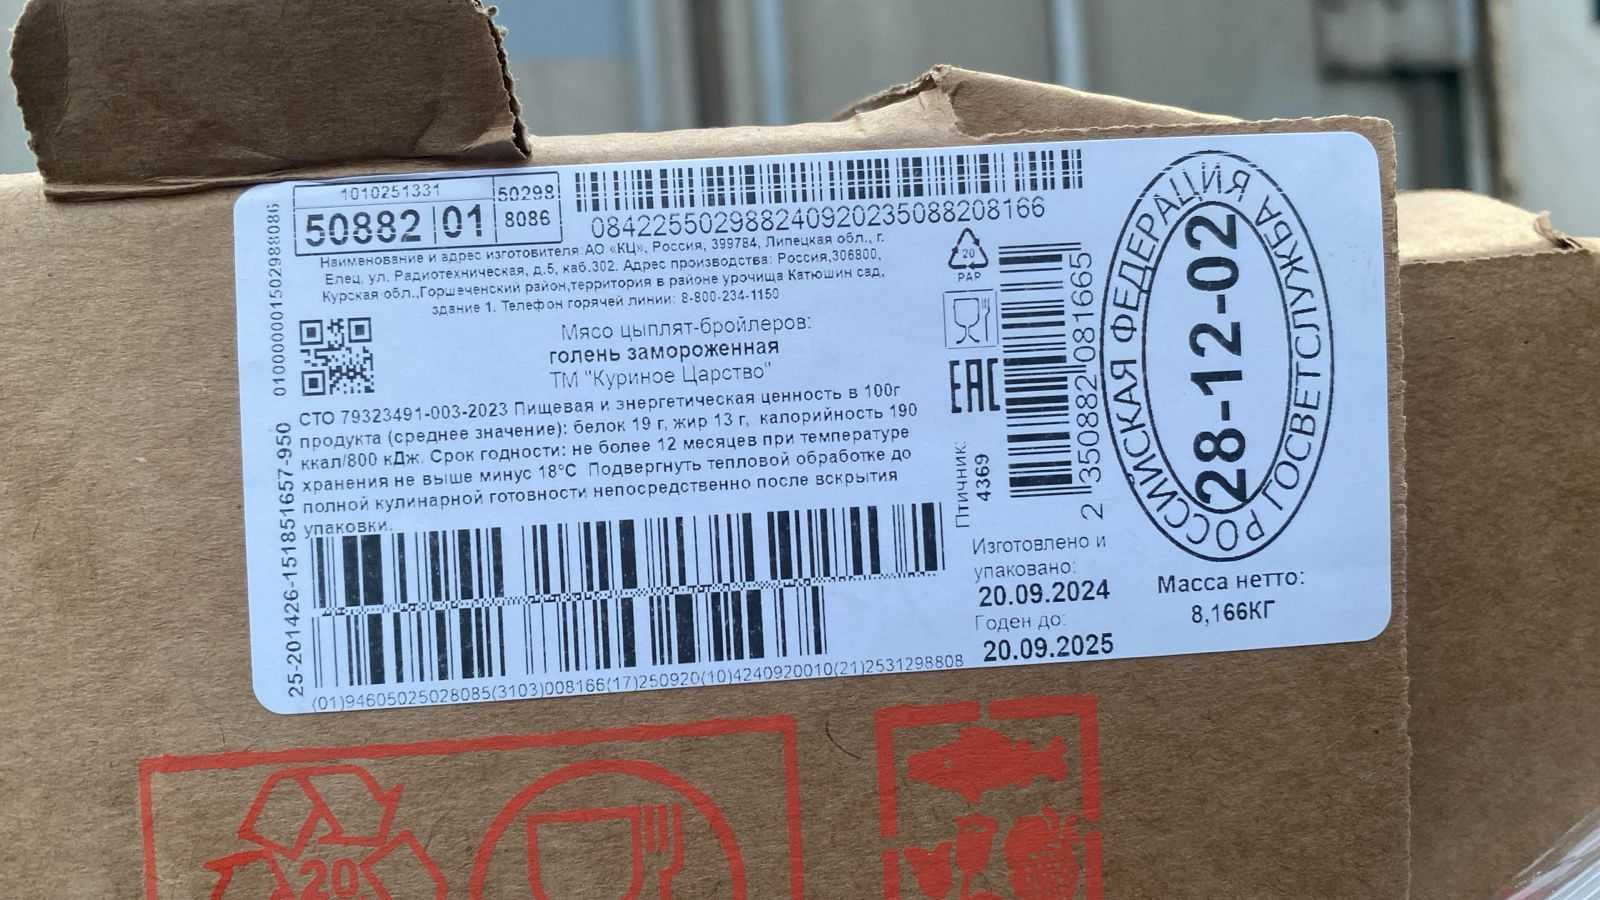 1010251331
50298
50882 01
8086
0842255029882409202350882081​66
Наименование и адрес изготовителя:АО «КЦ», Россия, 399784, Липецкая обл., г.
Елец, ул. Радиотехническая, д.5, каб.302. Адрес производства: Россия,306800,
Курская обл.,Горшеченский район,территория в районе урочища Катюшин сад,
здание 1. Телефон горячей линии: 8-800-234-1150
Мясо цыплят-бройлеров:
голень замороженная
ТМ "Куриное Царство"
СТО 79323491-003-2023 Пищевая и энергетическая ценность в 100г
продукта (среднее значение): белок 19 г, жир 13 г, калорийность 190
ккал/800 кДж. Срок годности: не более 12 месяцев при температуре
хранения не выше минус 18°С Подвергнуть тепловой обработке до
полной кулинарной готовности непосредственно после вскрытия
упаковки.
(01)94605025028085(3103)008166(17)250920(10)4240920010(21)2531298808
010000001502988086
25-201426-1518516​57-950
20
PAP
EAC
2 350882 081665
Птичник:
4369
Изготовлено и
упаковано:
20.09.2024
Годен до:
20.09.2025
РОССИЙСКАЯ ФЕДЕРАЦИЯ
28-12-02
ГОСВЕТСЛУЖБА
Масса нетто:
8,166КГ
20